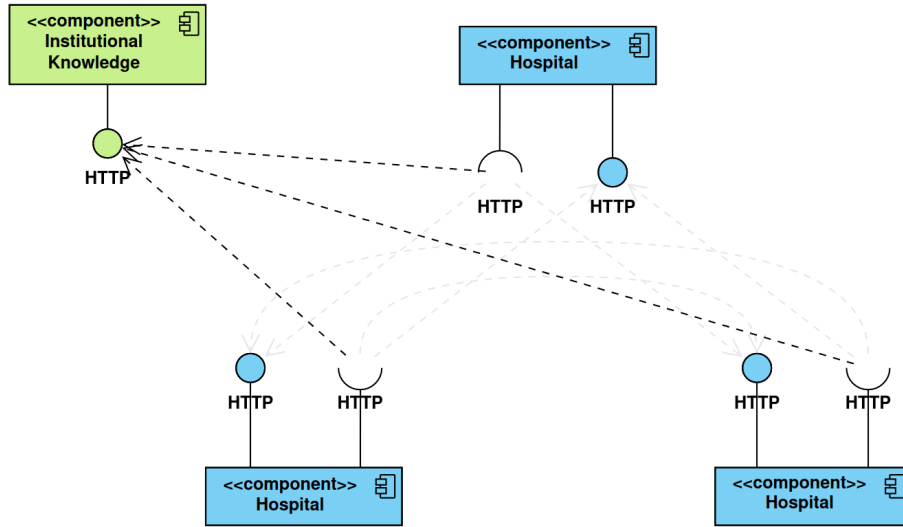 <<component>>
Institutional
Knowledge
<<component>>
Hospital
HTTP
HTTP
HTTP
HTTP
HTTP
HTTP
HTTP
<<component>>
Hospital
<<component>>
Hospital